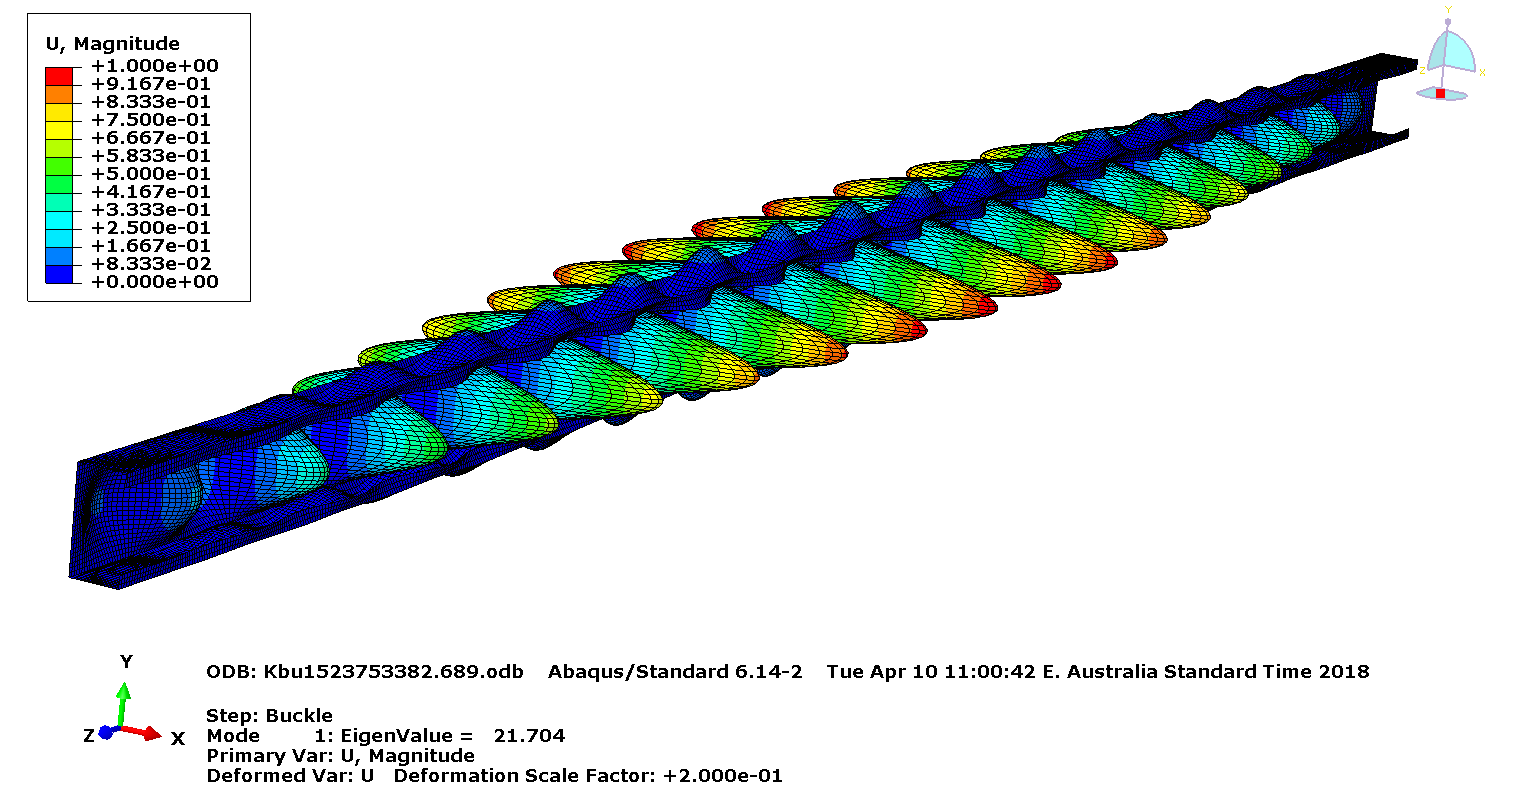 U, Magnitude
+1.000e+00
+9.167e-01
+8.333e-01
+7.500e-01
+6.667e-01
+5.833e-01
+5.000e-01
+4.167e-01
+3.333e-01
+2.500e-01
+1.667e-01
+8.333e-02
+0.000e+00
Y
Z X
Y
Z X
ODB: Kbu1523753382.689.odb Abaqus/Standard 6.14-2 Tue Apr 10 11:00:42 E. Australia Standard Time 2018
Step: Buckle
Mode 1: EigenValue = 21.704
Primary Var: U, Magnitude
Deformed Var: U Deformation Scale Factor: +2.000e-01